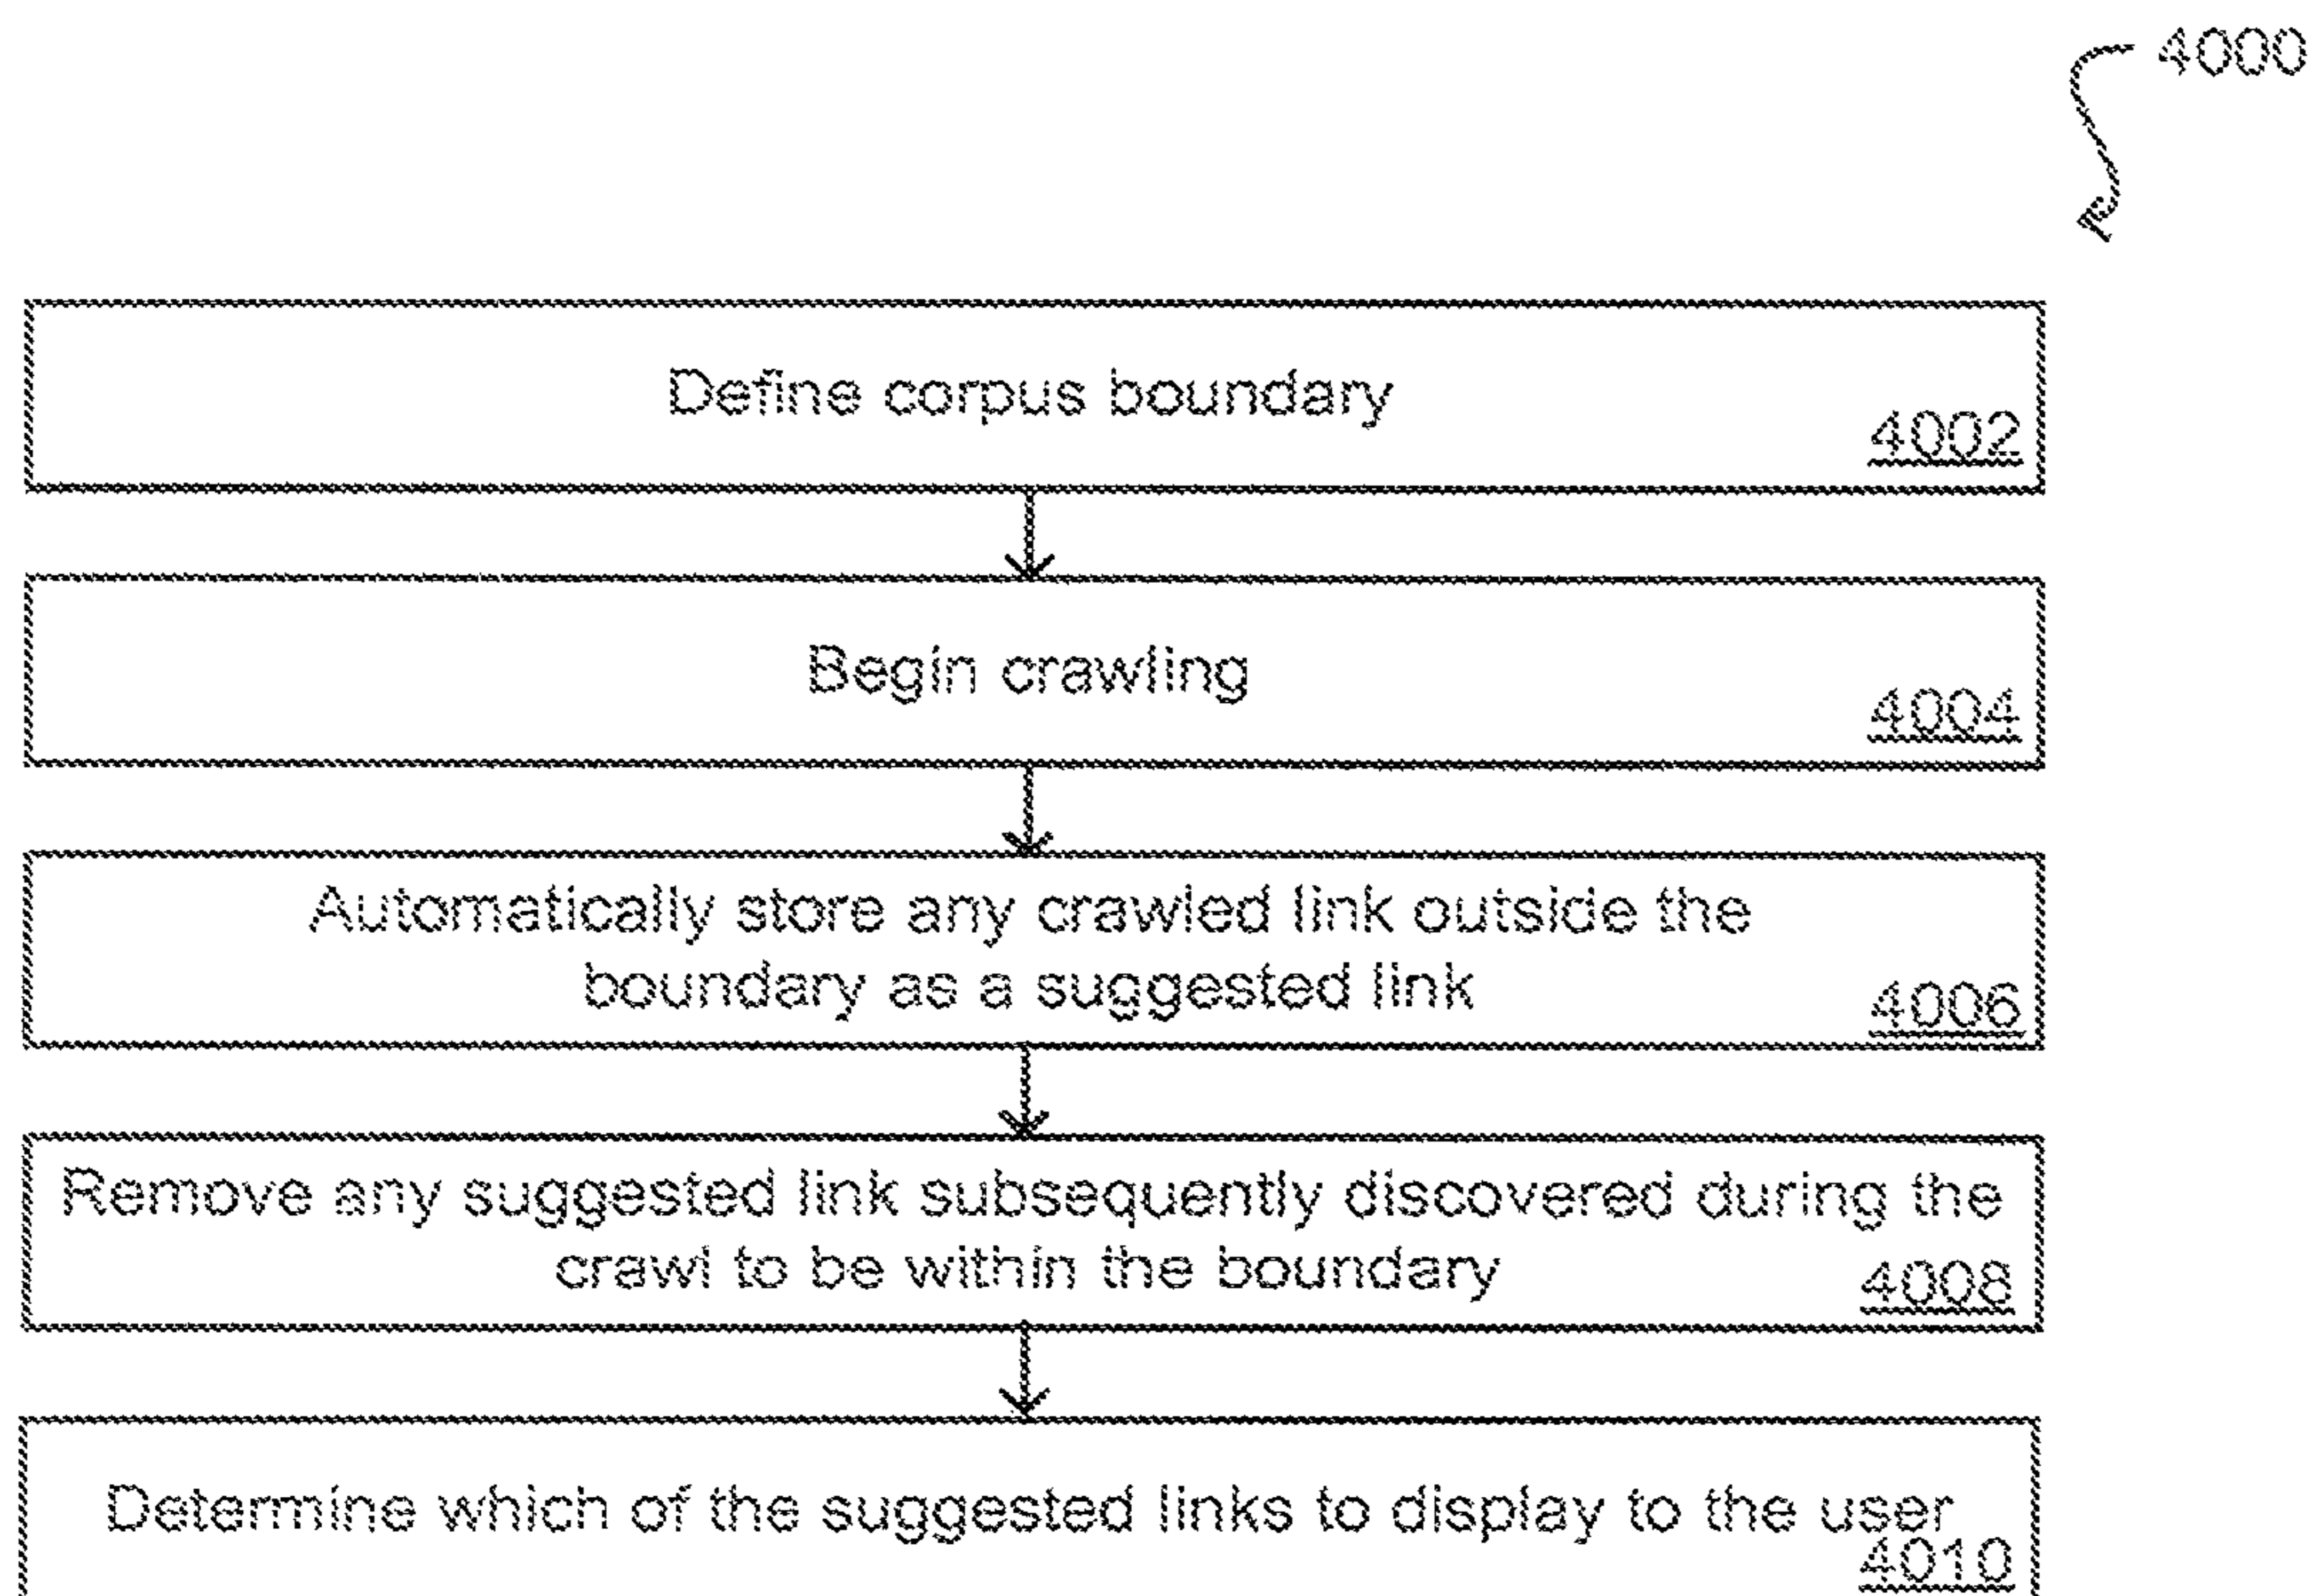 4000
Define corpus boundary
4002
Begin crawling
4004
Automatically store any crawled link outside the
boundary as a suggested link
4006
Remove any suggested link subsequently discovered during the
crawl to be within the boundary
4008
Determine which of the suggested links to display to the user
4010